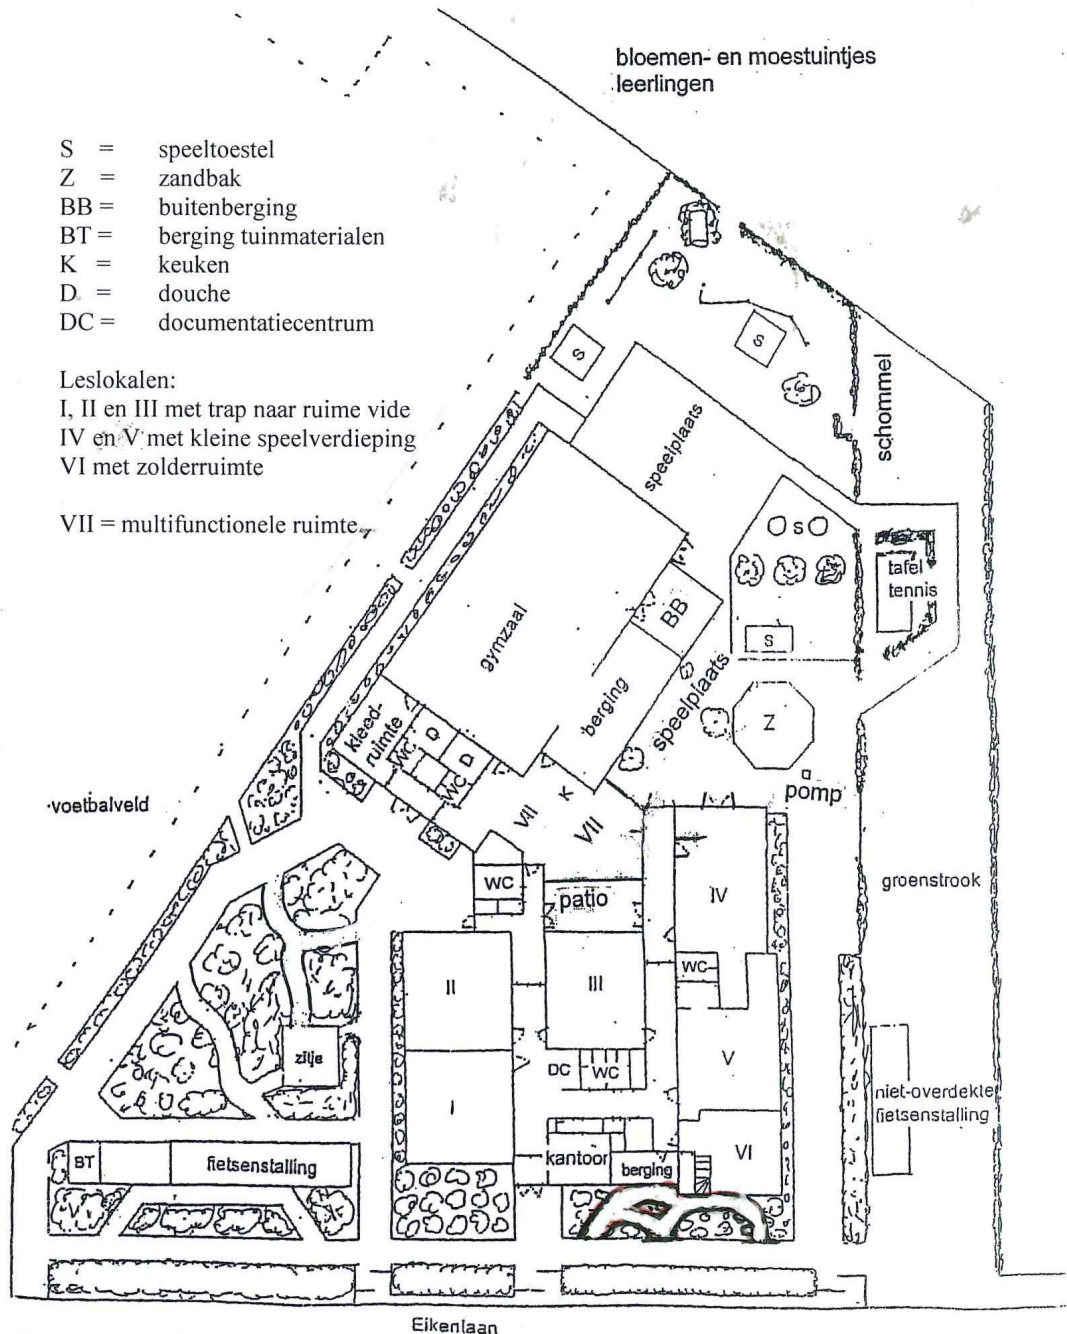 bloemen- en moestuintjes
leerlingen
S = speeltoestel
Z = zandbak
BB = buitenberging
BT = berging tuinmaterialen
K = keuken
D = douche
DC = documentatiecentrum
Leslokalen:
I, II en III met trap naar ruime vide
IV en V met kleine speelverdieping
VI met zolderruimte
VII = multifunctionele ruimte
S
S
schommel
speelplaats
S
tafel
tennis
BB
S
gymzaal
berging
speelplaats
Z
kleed-
ruimte
WC
D
D
WC
pomp
voetbalveld
VII
K
VII
WC
patio
IV
groenstrook
II
III
WC
zitje
DC
WC
V
I
niet-overdekte
fietsenstalling
BT
fietsenstalling
kantoor
berging
VI
Eikenlaan